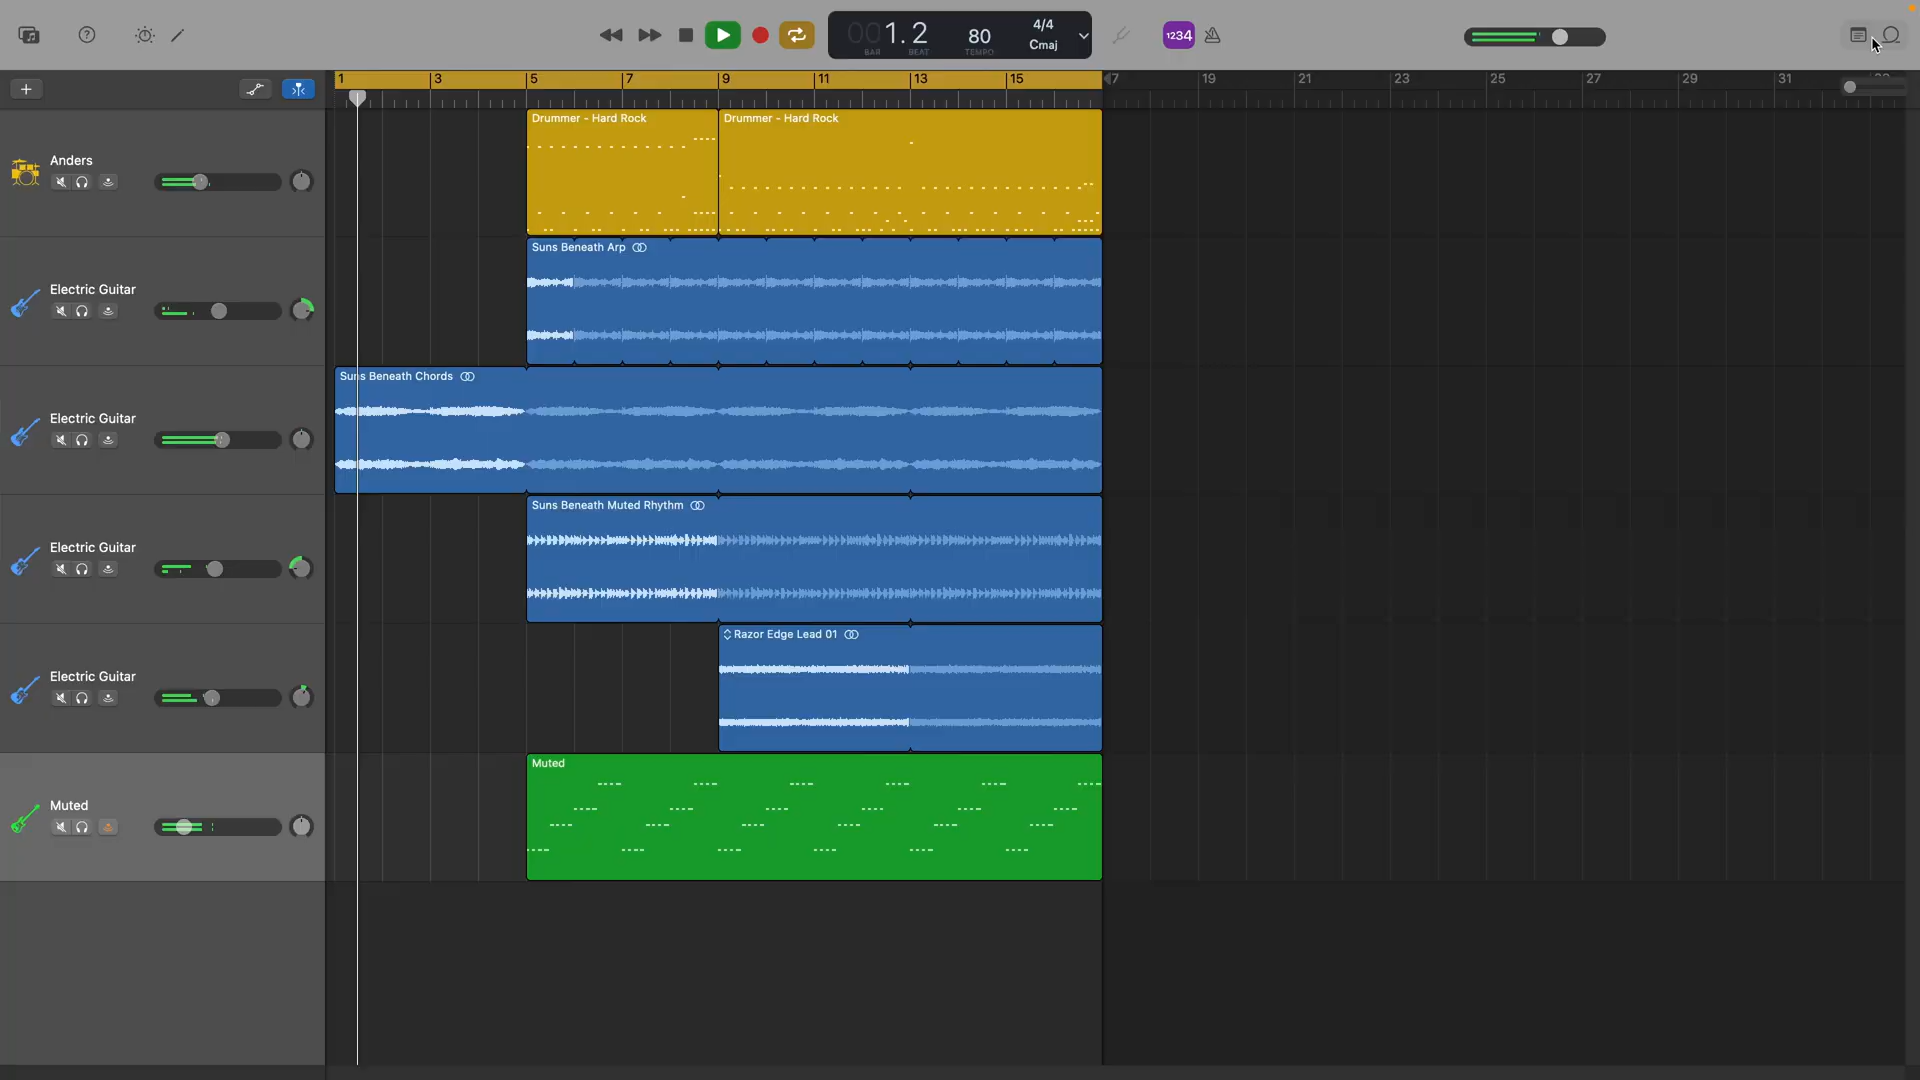 001. 2
BAR
BEAT
80
TEMPO
4/4
Cmaj
1234
1
3
5
7
9
11
13
15
17
19
21
23
25
27
29
31
Anders
Drummer - Hard Rock
Drummer - Hard Rock
Electric Guitar
Suns Beneath Arp
Electric Guitar
Suns Beneath Chords
Electric Guitar
Suns Beneath Muted Rhythm
Electric Guitar
Razor Edge Lead 01
Muted
Muted